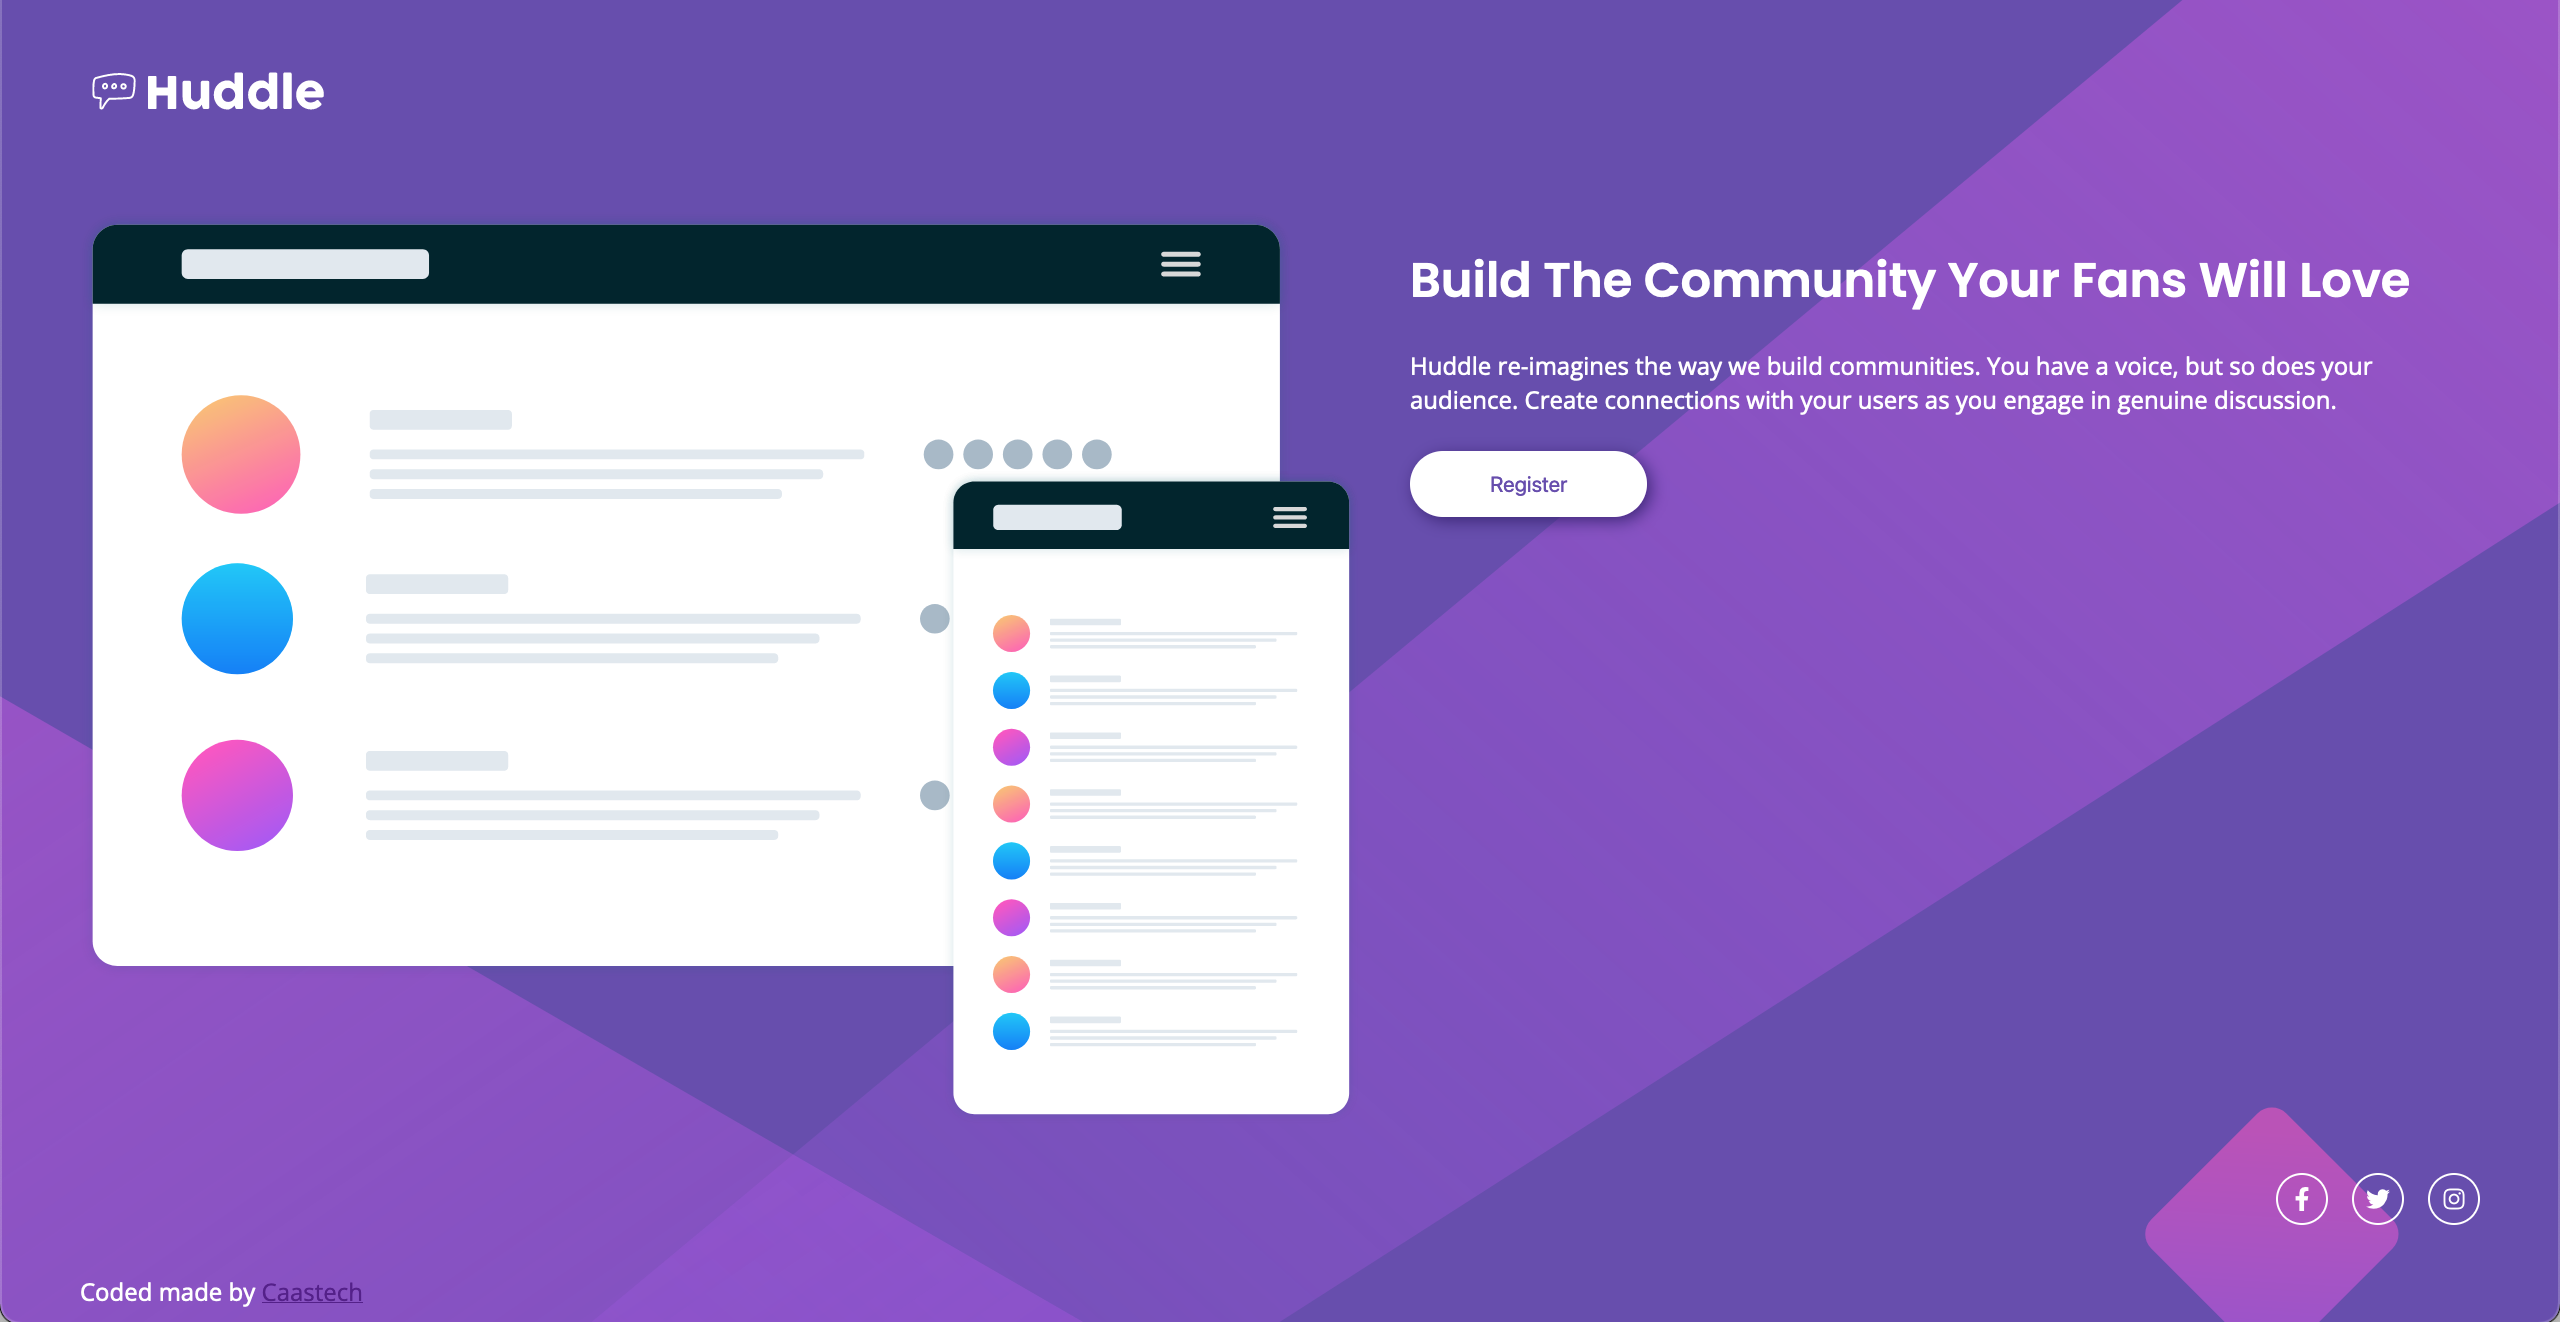 Huddle
Build The Community Your Fans Will Love
Huddle re-imagines the way we build communities. You have a voice, but so does your
audience. Create connections with your users as you engage in genuine discussion.
Register
Coded made by Caastech